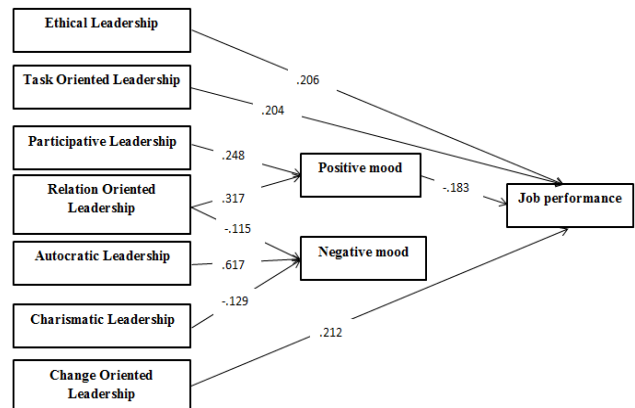 Ethical Leadership
.206
Task Oriented Leadership
.204
Participative Leadership
.248
Positive mood
-.183
Relation Oriented
Leadership
.317
Job performance
-.115
Autocratic Leadership
.617
Negative mood
-.129
Charismatic Leadership
.212
Change Oriented
Leadership